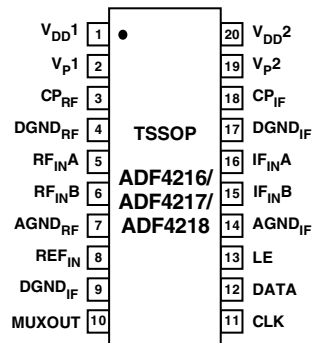 VDD1 1 20 VDD2
VP1 2 19 VP2
CPRF 3 18 CPIF
DGNDRF 4 TSSOP 17 DGNDIF
RFINA 5 ADF4216/ 16 IFINA
RFINB 6 ADF4217/ 15 IFINB
AGNDRF 7 ADF4218 14 AGNDIF
REFIN 8 13 LE
DGNDIF 9 12 DATA
MUXOUT 10 11 CLK